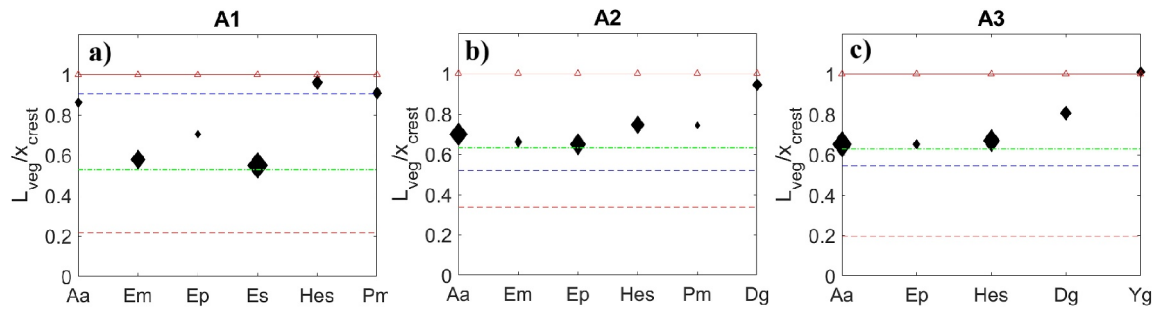 A1
a)
L_veg/x_crest
1
0.8
0.6
0.4
0.2
0
Aa Em Ep Es Hes Pm
A2
b)
L_veg/x_crest
1
0.8
0.6
0.4
0.2
0
Aa Em Ep Hes Pm Dg
A3
c)
L_veg/x_crest
1
0.8
0.6
0.4
0.2
0
Aa Ep Hes Dg Yg